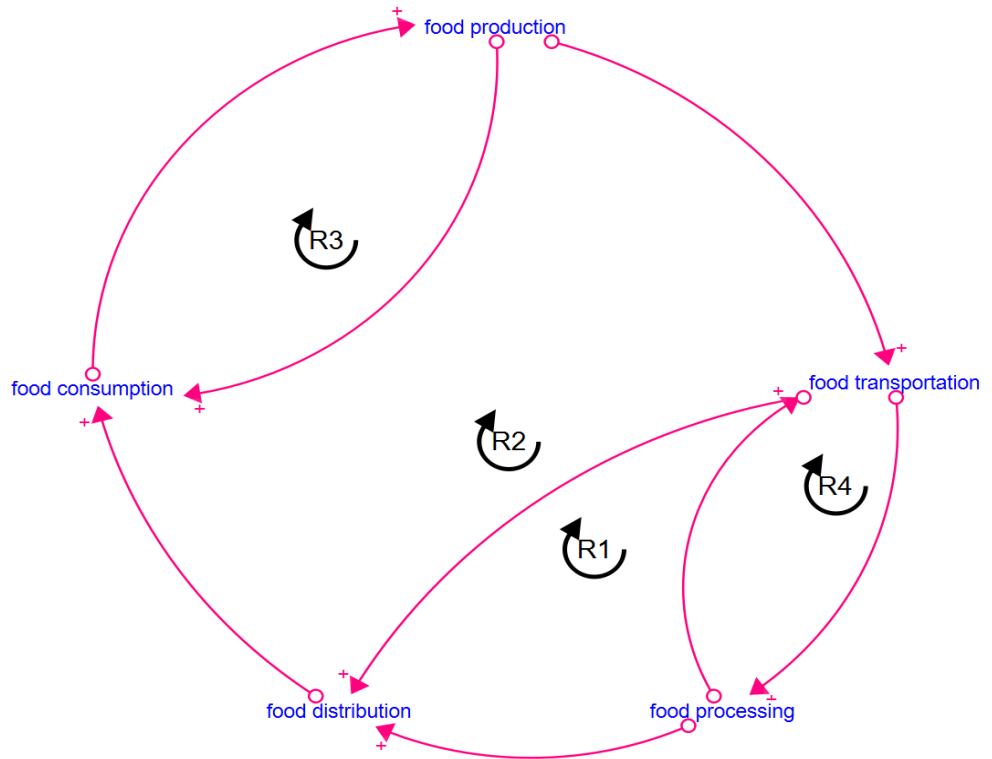 +
food production
R3
+
food consumption
+
food transportation
+
+
+
R2
R4
R1
+
+
food distribution
food processing
+